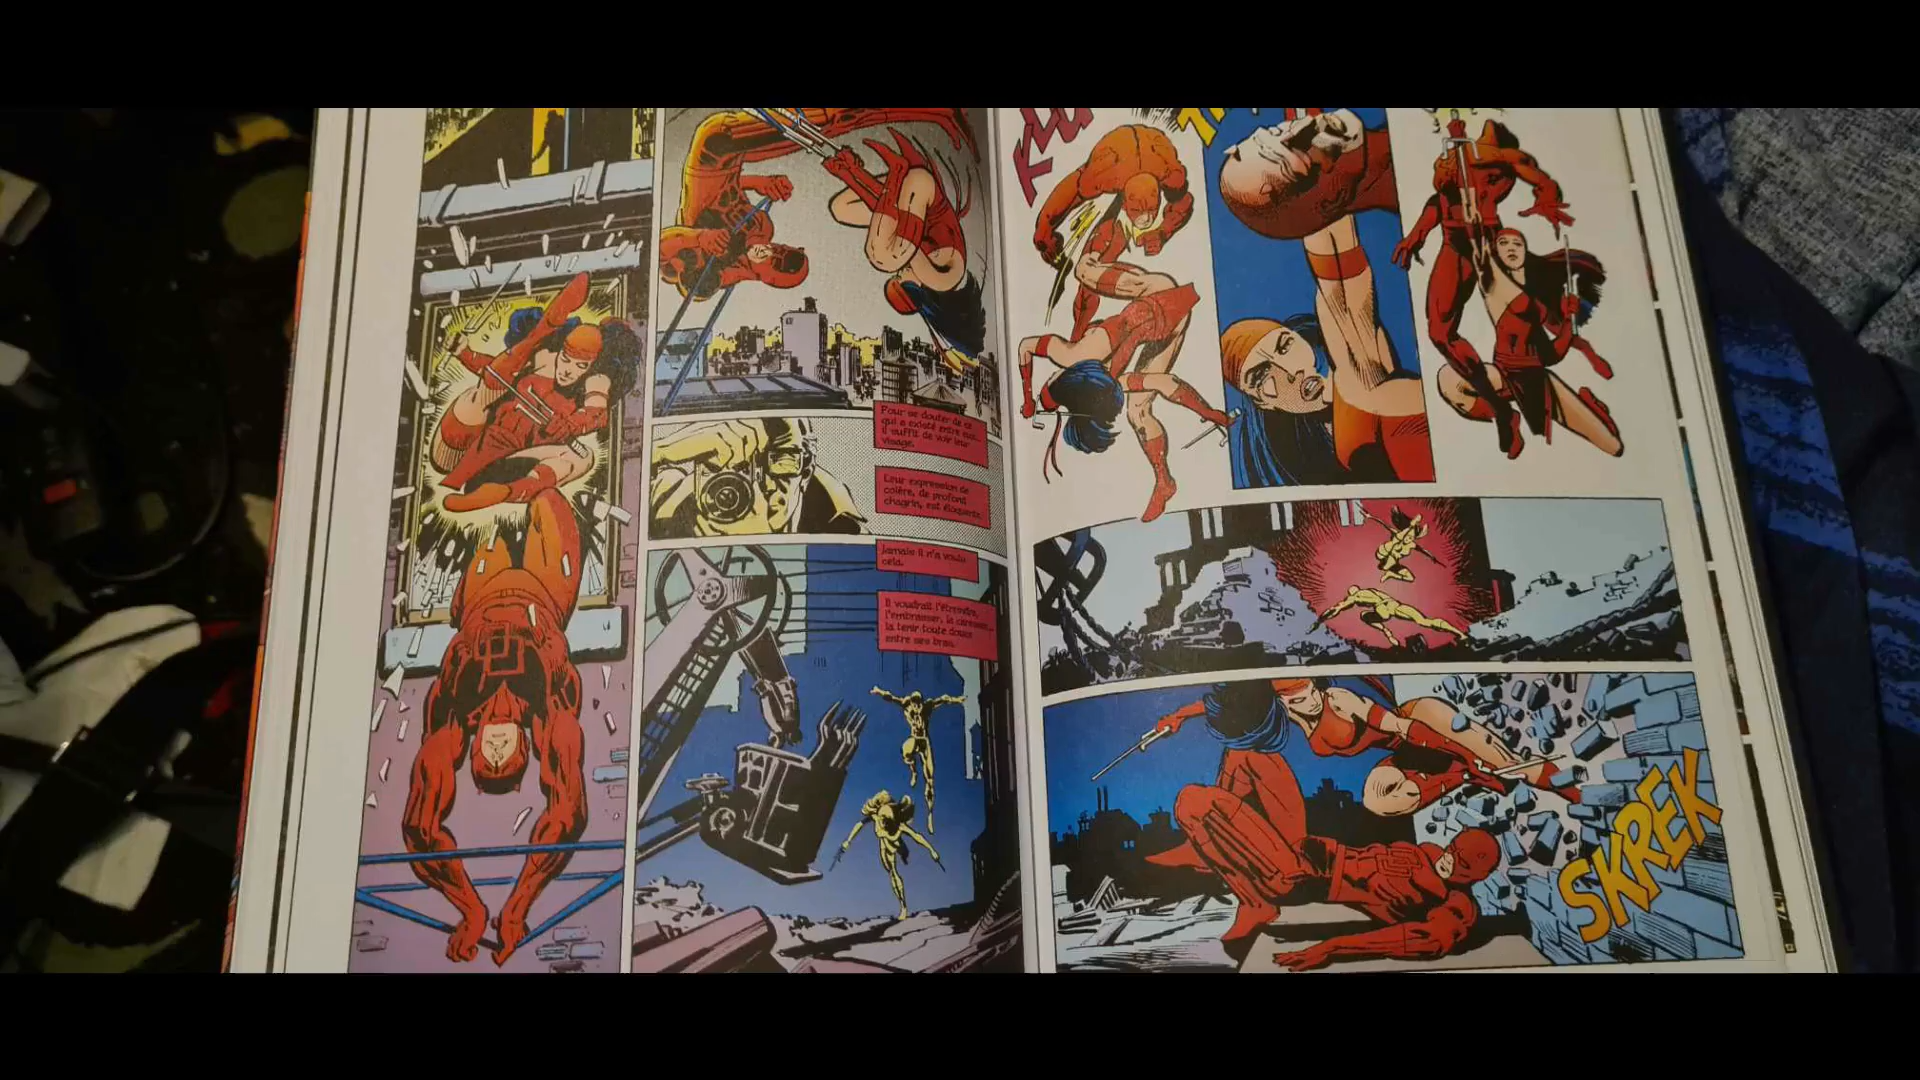 Pour se douter de ce
qui a existé entre eux...
il suffit de voir leur
visage.
Leur expression de
colère, de profond
chagrin, est éloquente.
Jamais il n'a voulu
cela.
Il voudrait l'étreindre,
l'embrasser, la caresser...
la tenir toute douce
entre ses bras.
SKREK